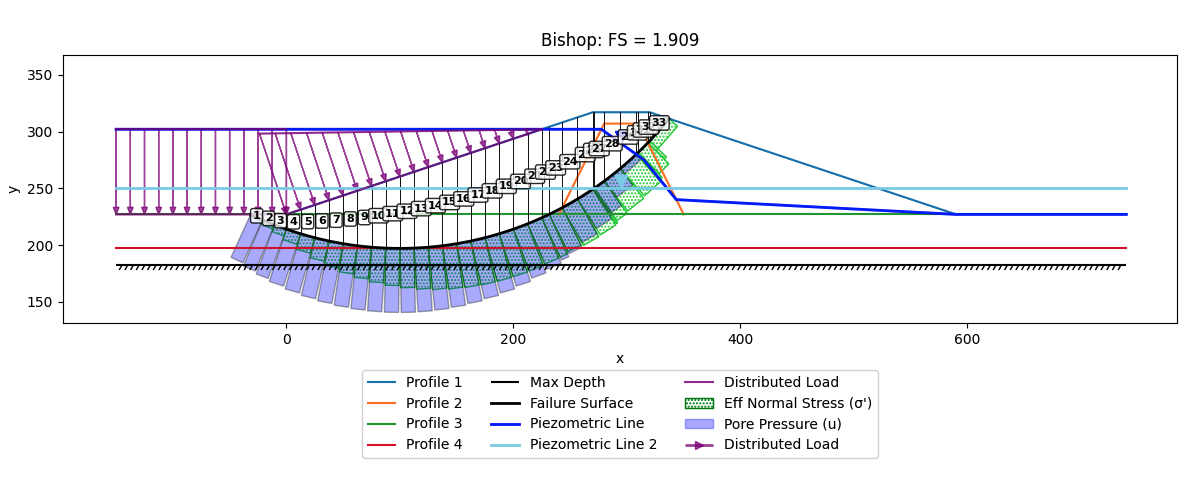 Bishop: FS = 1.909
350
300
250
200
150
y
1 2 3 4 5 6 7 8 9 10 11 12 13 14 15 16 17 18 19 20 24 28 33
0 200 400 600
x
Profile 1
Profile 2
Profile 3
Profile 4
Max Depth
Failure Surface
Piezometric Line
Piezometric Line 2
Distributed Load
Eff Normal Stress (σ')
Pore Pressure (u)
Distributed Load